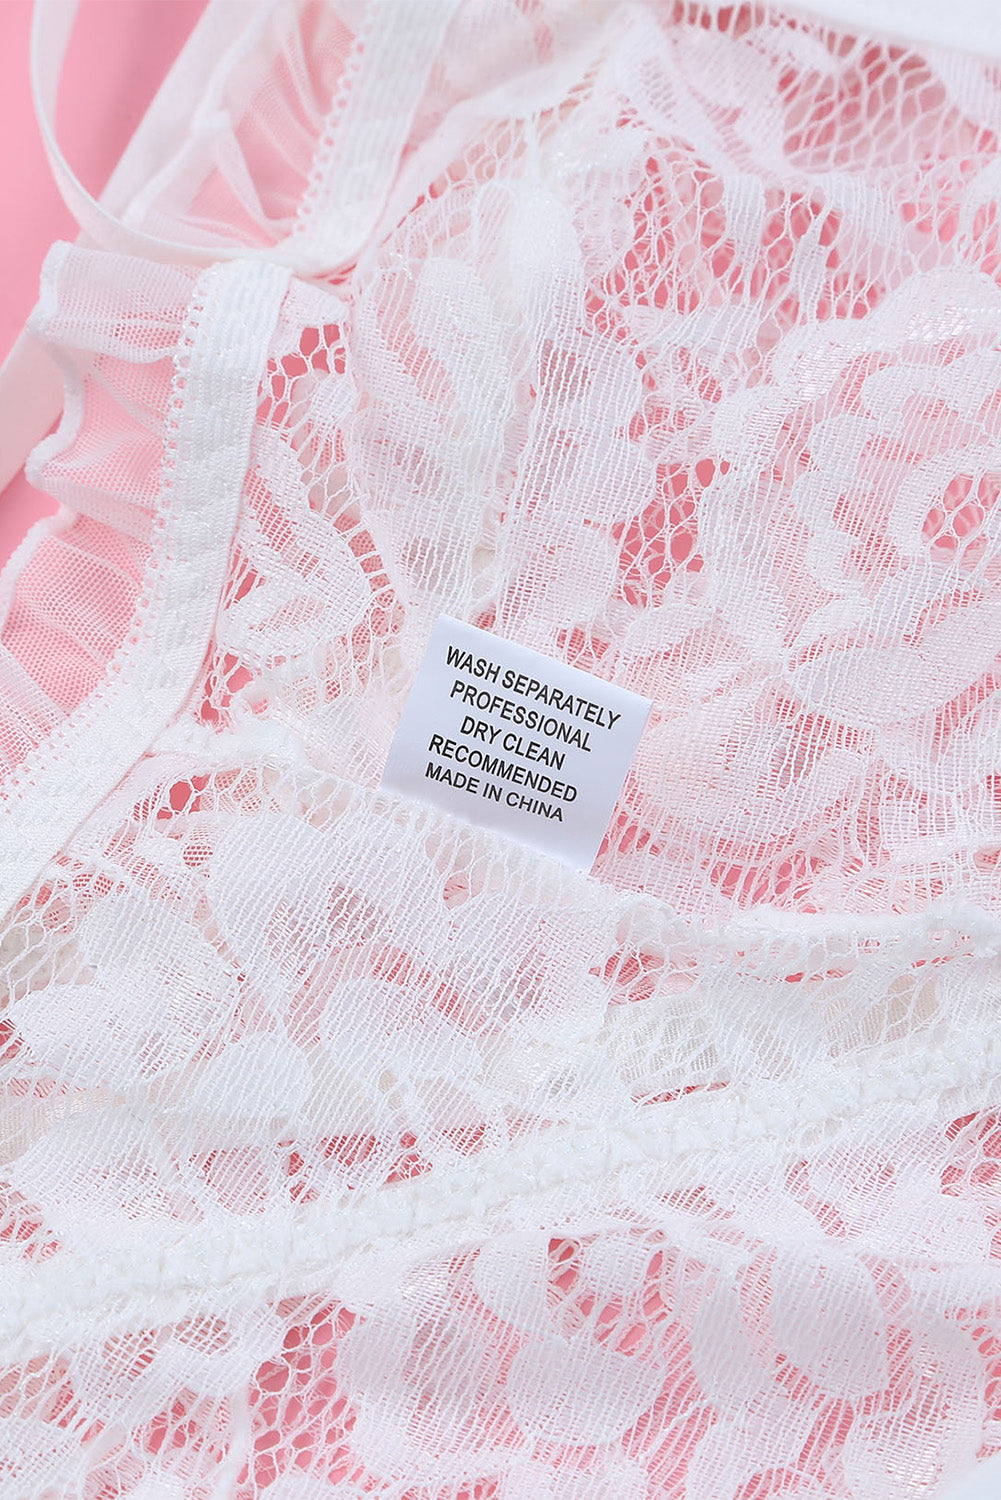 WASH SEPARATELY
PROFESSIONAL
DRY CLEAN
RECOMMENDED
MADE IN CHINA